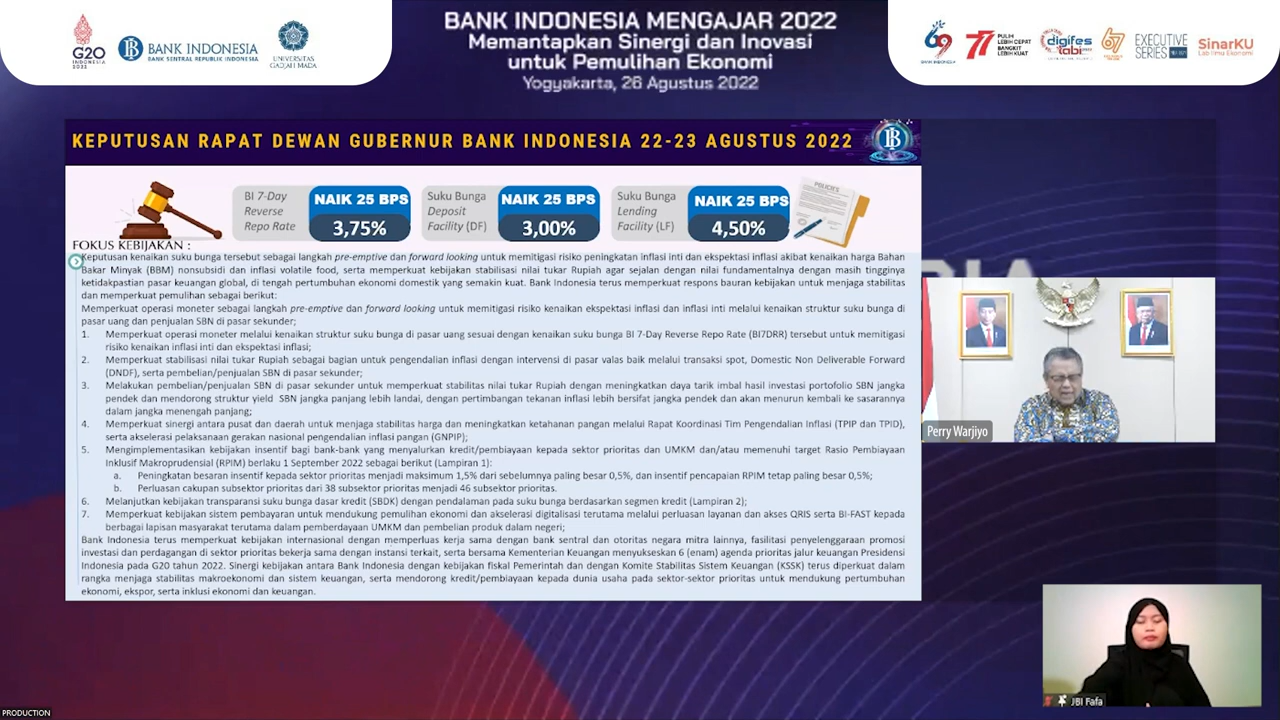 G20
INDONESIA
2022
BANK INDONESIA
BANK SENTRAL REPUBLIK INDONESIA
UNIVERSITAS
GADJAH MADA
BANK INDONESIA MENGAJAR 2022
Memantapkan Sinergi dan Inovasi
untuk Pemulihan Ekonomi
Yogyakarta, 26 Agustus 2022
69
BANK INDONESIA
77
PULIH
LEBIH CEPAT
BANGKIT
LEBIH KUAT
digifes
tabi
67
EXECUTIVE
SERIES
SinarKU
Lab Ilmu Ekonomi
KEPUTUSAN RAPAT DEWAN GUBERNUR BANK INDONESIA 22-23 AGUSTUS 2022
BI 7-Day
Reverse
Repo Rate
NAIK 25 BPS
3,75%
Suku Bunga
Deposit
Facility (DF)
NAIK 25 BPS
3,00%
Suku Bunga
Lending
Facility (LF)
NAIK 25 BPS
4,50%
POLICIES
FOKUS KEBIJAKAN :
Keputusan kenaikan suku bunga tersebut sebagai langkah pre-emptive dan forward looking untuk memitigasi risiko peningkatan inflasi inti dan ekspektasi inflasi akibat kenaikan harga Bahan
Bakar Minyak (BBM) nonsubsidi dan inflasi volatile food, serta memperkuat kebijakan stabilisasi nilai tukar Rupiah agar sejalan dengan nilai fundamentalnya dengan masih tingginya
ketidakpastian pasar keuangan global, di tengah pertumbuhan ekonomi domestik yang semakin kuat. Bank Indonesia terus memperkuat respons bauran kebijakan untuk menjaga stabilitas
dan memperkuat pemulihan sebagai berikut:
Memperkuat operasi moneter sebagai langkah pre-emptive dan forward looking untuk memitigasi risiko kenaikan ekspektasi inflasi dan inflasi inti melalui kenaikan struktur suku bunga di
pasar uang dan penjualan SBN di pasar sekunder;
1. Memperkuat operasi moneter melalui kenaikan struktur suku bunga di pasar uang sesuai dengan kenaikan suku bunga BI 7-Day Reverse Repo Rate (BI7DRR) tersebut untuk memitigasi
risiko kenaikan inflasi inti dan ekspektasi inflasi;
2. Memperkuat stabilisasi nilai tukar Rupiah sebagai bagian untuk pengendalian inflasi dengan intervensi di pasar valas baik melalui transaksi spot, Domestic Non Deliverable Forward
(DNDF), serta pembelian/penjualan SBN di pasar sekunder;
3. Melakukan pembelian/penjualan SBN di pasar sekunder untuk memperkuat stabilitas nilai tukar Rupiah dengan meningkatkan daya tarik imbal hasil investasi portofolio SBN jangka
pendek dan mendorong struktur yield SBN jangka panjang lebih landai, dengan pertimbangan tekanan inflasi lebih bersifat jangka pendek dan akan menurun kembali ke sasarannya
dalam jangka menengah panjang;
4. Memperkuat sinergi antara pusat dan daerah untuk menjaga stabilitas harga dan meningkatkan ketahanan pangan melalui Rapat Koordinasi Tim Pengendalian Inflasi (TPIP dan TPID),
serta akselerasi pelaksanaan gerakan nasional pengendalian inflasi pangan (GNPIP);
5. Mengimplementasikan kebijakan insentif bagi bank-bank yang menyalurkan kredit/pembiayaan kepada sektor prioritas dan UMKM dan/atau memenuhi target Rasio Pembiayaan
Inklusif Makroprudensial (RPIM) berlaku 1 September 2022 sebagai berikut (Lampiran 1):
a. Peningkatan besaran insentif kepada sektor prioritas menjadi maksimum 1,5% dari sebelumnya paling besar 0,5%, dan insentif pencapaian RPIM tetap paling besar 0,5%;
b. Perluasan cakupan subsektor prioritas dari 38 subsektor prioritas menjadi 46 subsektor prioritas.
6. Melanjutkan kebijakan transparansi suku bunga dasar kredit (SBDK) dengan pendalaman pada suku bunga berdasarkan segmen kredit (Lampiran 2);
7. Memperkuat kebijakan sistem pembayaran untuk mendukung pemulihan ekonomi dan akselerasi digitalisasi terutama melalui perluasan layanan dan akses QRIS serta BI-FAST kepada
berbagai lapisan masyarakat terutama dalam pemberdayaan UMKM dan pembelian produk dalam negeri;
Bank Indonesia terus memperkuat kebijakan internasional dengan memperluas kerja sama dengan bank sentral dan otoritas negara mitra lainnya, fasilitasi penyelenggaraan promosi
investasi dan perdagangan di sektor prioritas bekerja sama dengan instansi terkait, serta bersama Kementerian Keuangan menyukseskan 6 (enam) agenda prioritas jalur keuangan Presidensi
Indonesia pada G20 tahun 2022. Sinergi kebijakan antara Bank Indonesia dengan kebijakan fiskal Pemerintah dan dengan Komite Stabilitas Sistem Keuangan (KSSK) terus diperkuat dalam
rangka menjaga stabilitas makroekonomi dan sistem keuangan, serta mendorong kredit/pembiayaan kepada dunia usaha pada sektor-sektor prioritas untuk mendukung pertumbuhan
ekonomi, ekspor, serta inklusi ekonomi dan keuangan.
Perry Warjiyo
JBI Fafa
PRODUCTION